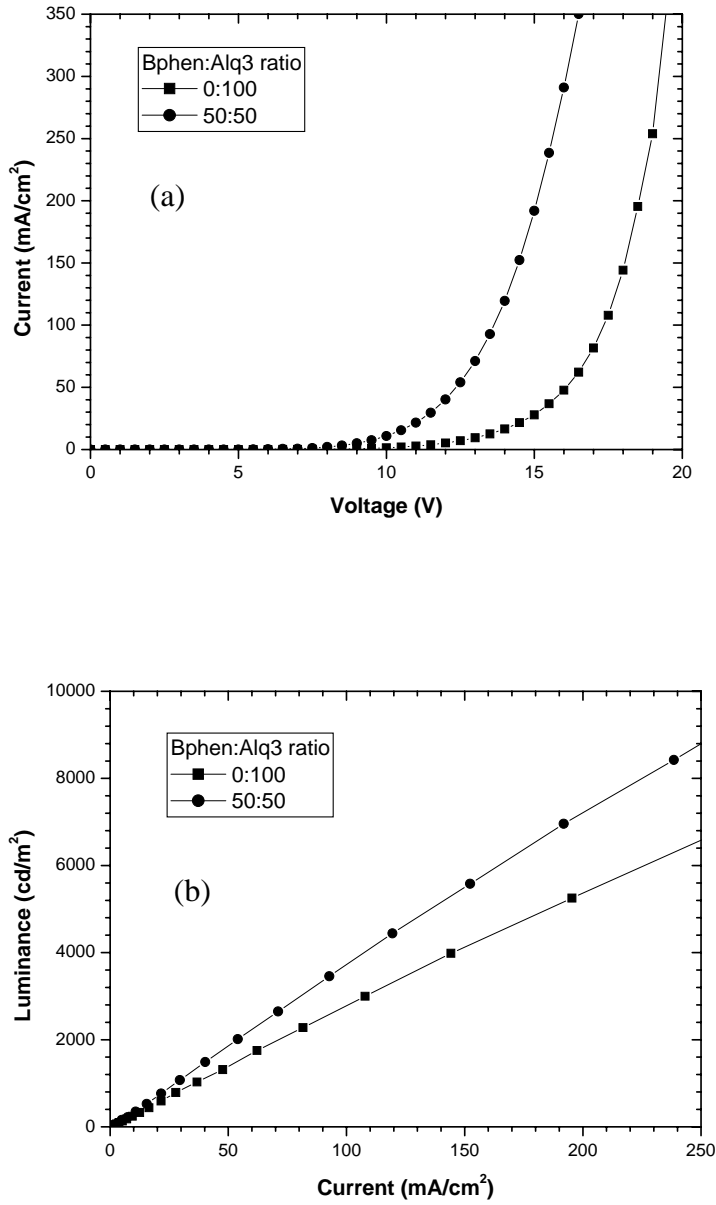 350
300
250
200
150
100
50
0
Current (mA/cm²)
Bphen:Alq3 ratio
0:100
50:50
(a)
0 5 10 15 20
Voltage (V)
10000
8000
6000
4000
2000
0
Luminance (cd/m²)
Bphen:Alq3 ratio
0:100
50:50
(b)
0 50 100 150 200 250
Current (mA/cm²)